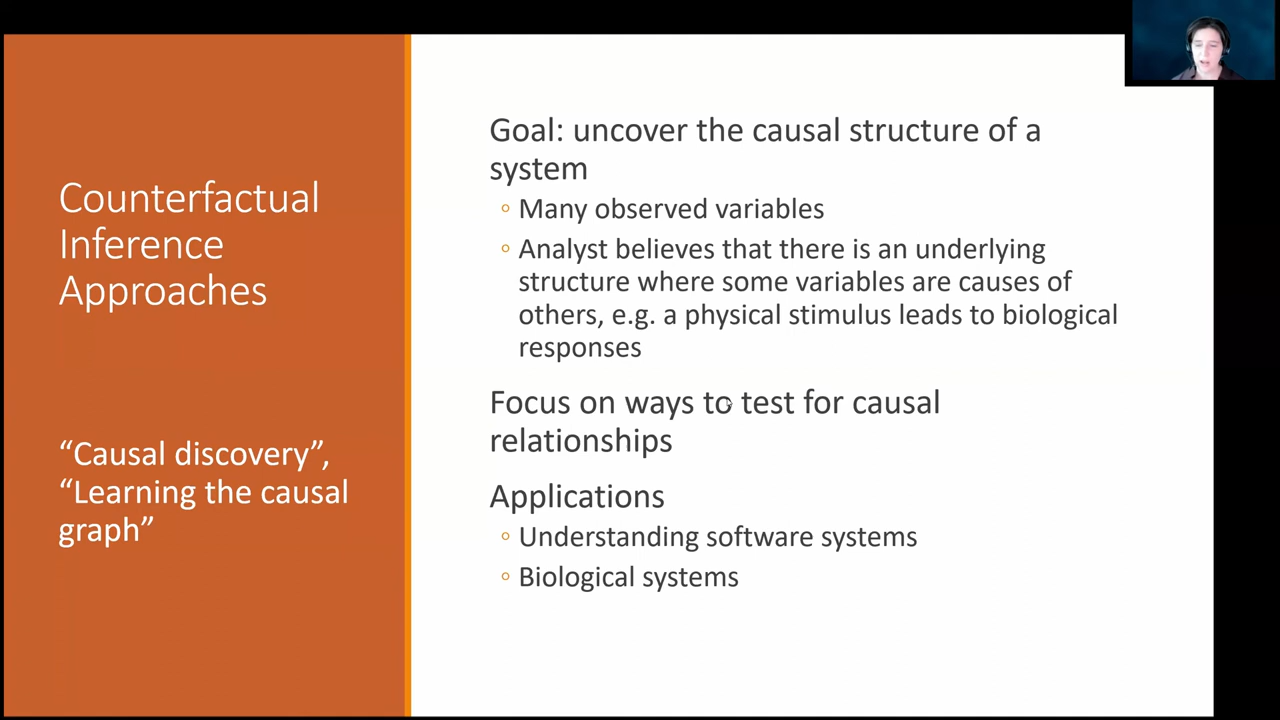 Counterfactual
Inference
Approaches
“Causal discovery”,
“Learning the causal
graph”
Goal: uncover the causal structure of a
system
◦ Many observed variables
◦ Analyst believes that there is an underlying
structure where some variables are causes of
others, e.g. a physical stimulus leads to biological
responses
Focus on ways to test for causal
relationships
Applications
◦ Understanding software systems
◦ Biological systems